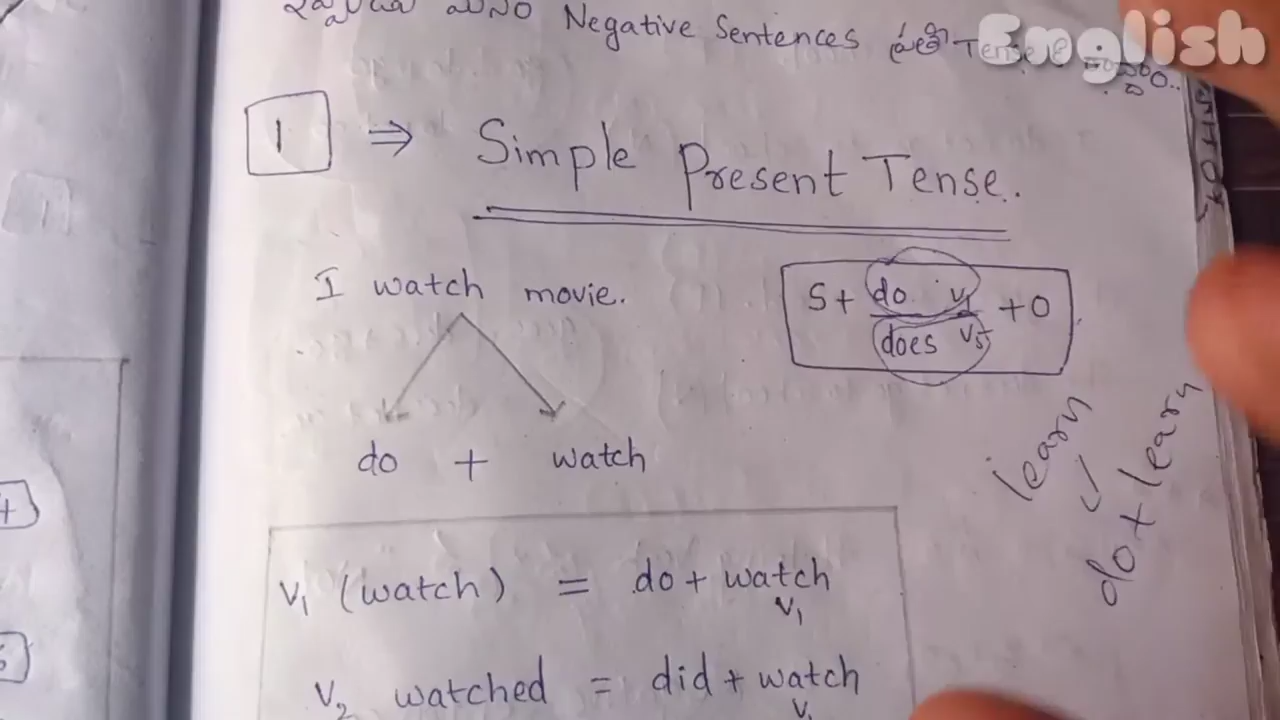 Negative Sentences
English
1 ⇒ Simple Present Tense.
I watch movie.
S + do V1 / does V5 + O
do + watch
learn
do + learn
V1 (watch) = do + watch
V1
V2 watched = did + watch
V1